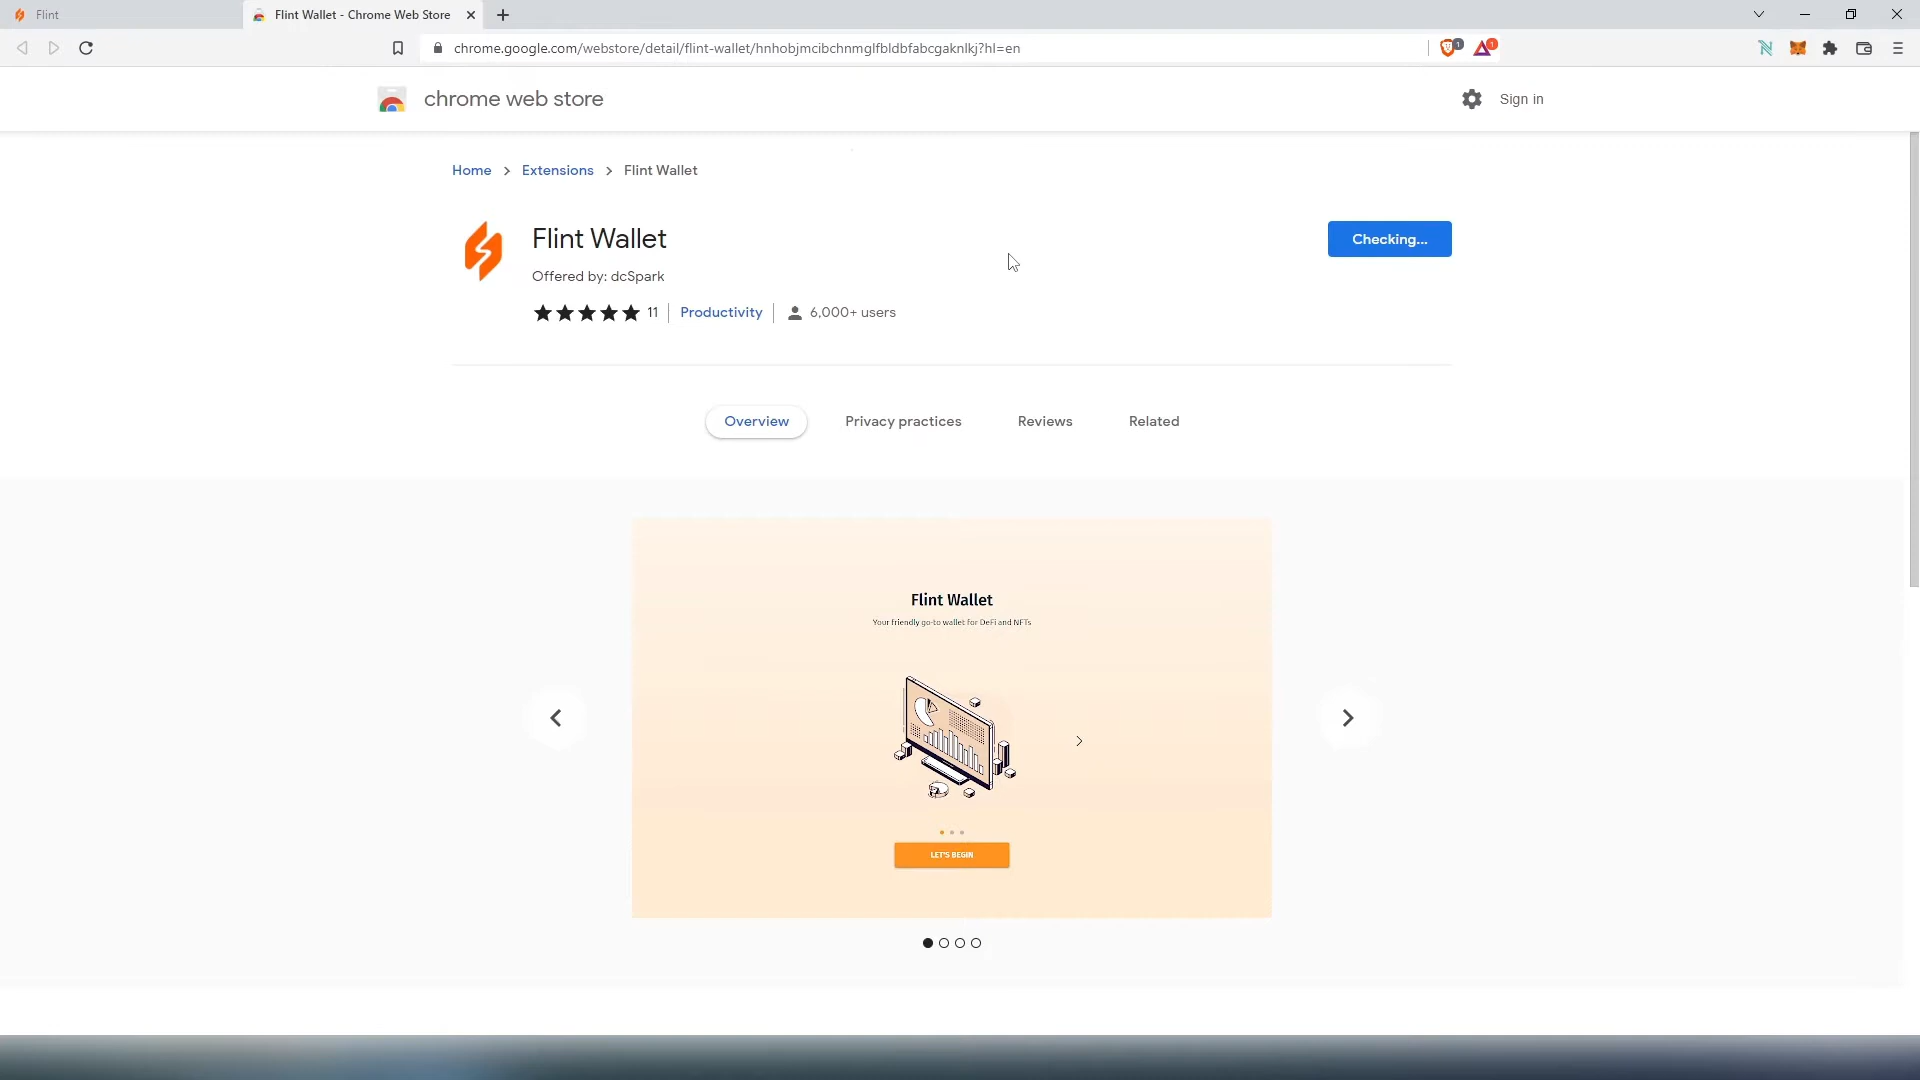 Flint
Flint Wallet - Chrome Web Store
chrome.google.com/webstore/detail/flint-wallet/hnhobjmcibchnmglfbldbfabcgaknlkj?hl=en
1
1
chrome web store
Sign in
Home > Extensions > Flint Wallet
Flint Wallet
Checking...
Offered by: dcSpark
11 | Productivity | 6,000+ users
Overview
Privacy practices
Reviews
Related
Flint Wallet
Your friendly go-to wallet for DeFi and NFTs
LET'S BEGIN